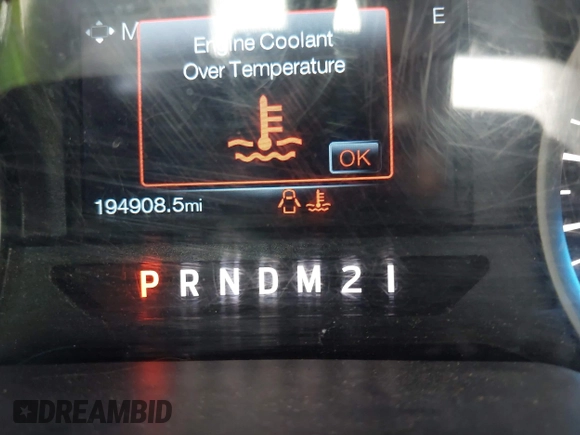 M
E
Engine Coolant
Over Temperature
OK
194908.5mi
P R N D M 2 1
DREAMBID